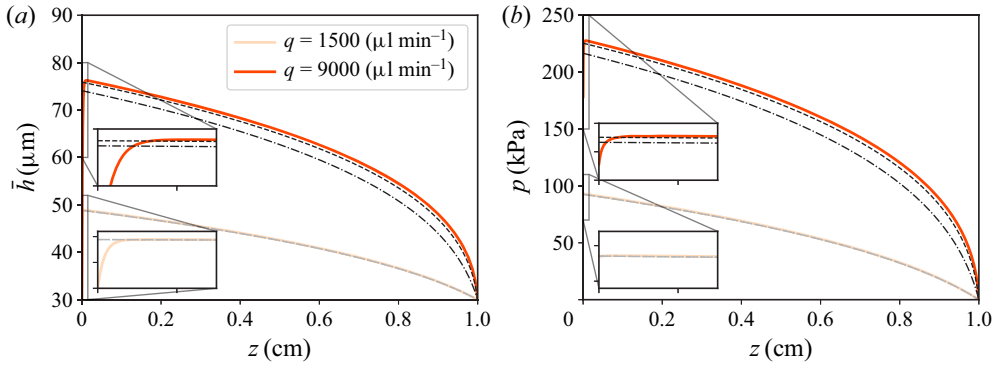 (a)
90
80
70
60
50
40
30
h̄ (μm)
q = 1500 (μl min⁻¹)
q = 9000 (μl min⁻¹)
0 0.2 0.4 0.6 0.8 1.0
z (cm)
(b)
250
200
150
100
50
p (kPa)
0 0.2 0.4 0.6 0.8 1.0
z (cm)